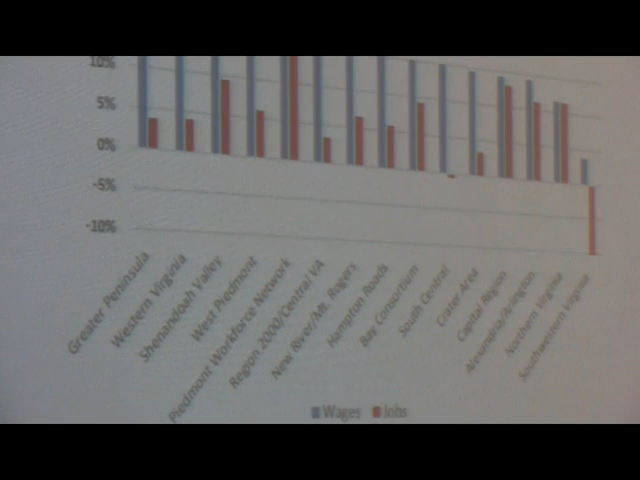 10%
5%
0%
-5%
-10%
Greater Peninsula
Western Virginia
Shenandoah Valley
West Piedmont
Piedmont Workforce Network
Region 2000/Central VA
New River/Mt. Rogers
Hampton Roads
Bay Consortium
South Central
Crater Area
Capital Region
Alexandria/Arlington
Northern Virginia
Southwestern Virginia
Wages Jobs